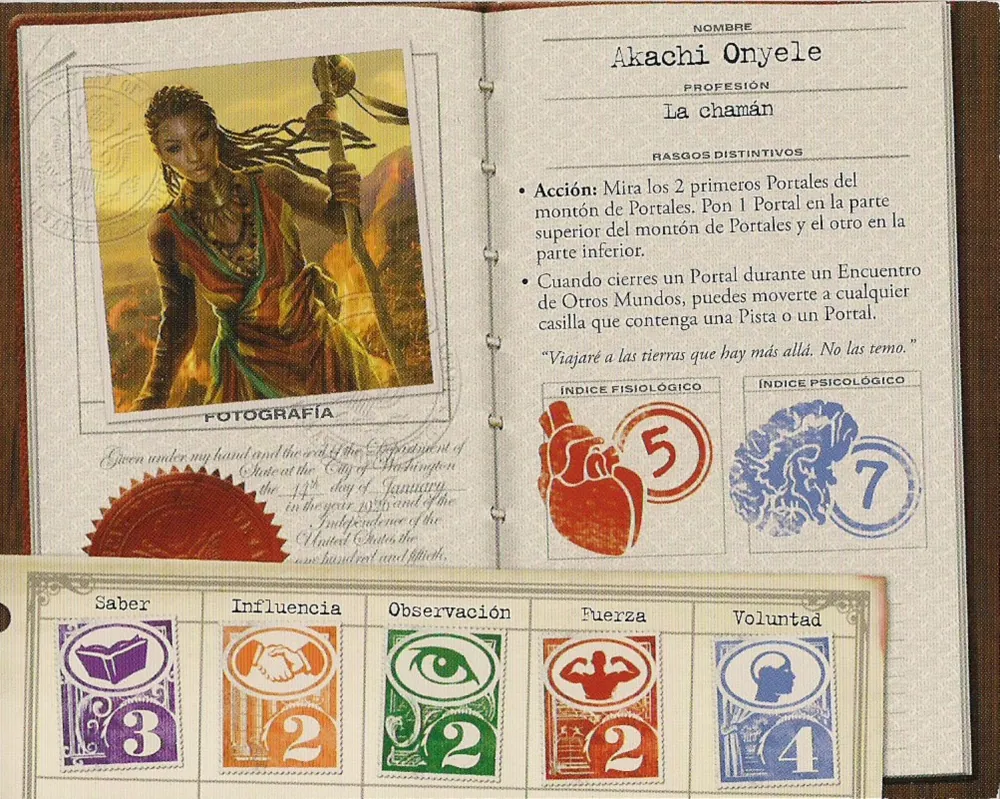 NOMBRE
Akachi Onyele
PROFESIÓN
La chamán
RASGOS DISTINTIVOS
• Acción: Mira los 2 primeros Portales del
montón de Portales. Pon 1 Portal en la parte
superior del montón de Portales y el otro en la
parte inferior.
• Cuando cierres un Portal durante un Encuentro
de Otros Mundos, puedes moverte a cualquier
casilla que contenga una Pista o un Portal.
“Viajaré a las tierras que hay más allá. No las temo.”
ÍNDICE FISIOLÓGICO
5
ÍNDICE PSICOLÓGICO
7
FOTOGRAFÍA
Given under my hand and the seal of the Department of
State at the City of Washington
the 17th day of January
in the year 1926 and of the
Independence of the
United States the
one hundred and fiftieth.
Saber
3
Influencia
2
Observación
2
Fuerza
2
Voluntad
4